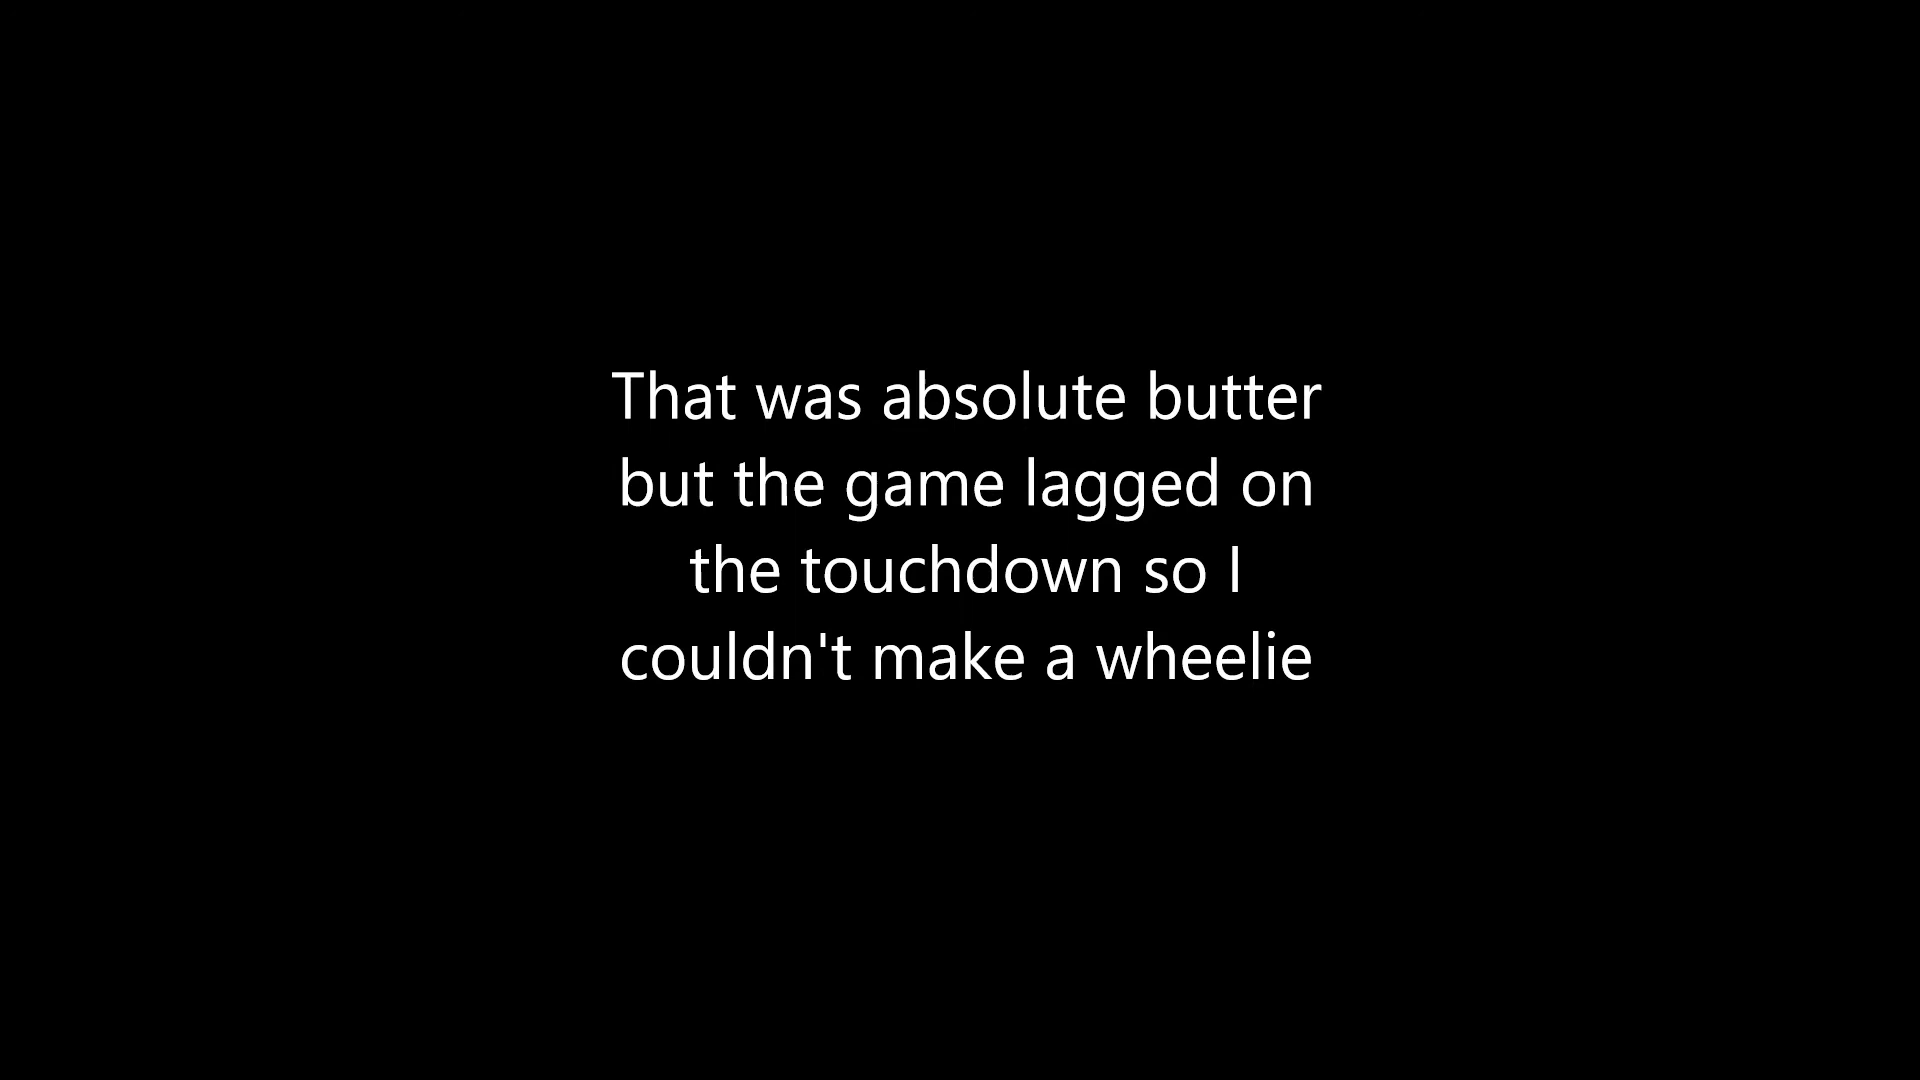 That was absolute butter
but the game lagged on
the touchdown so I
couldn't make a wheelie